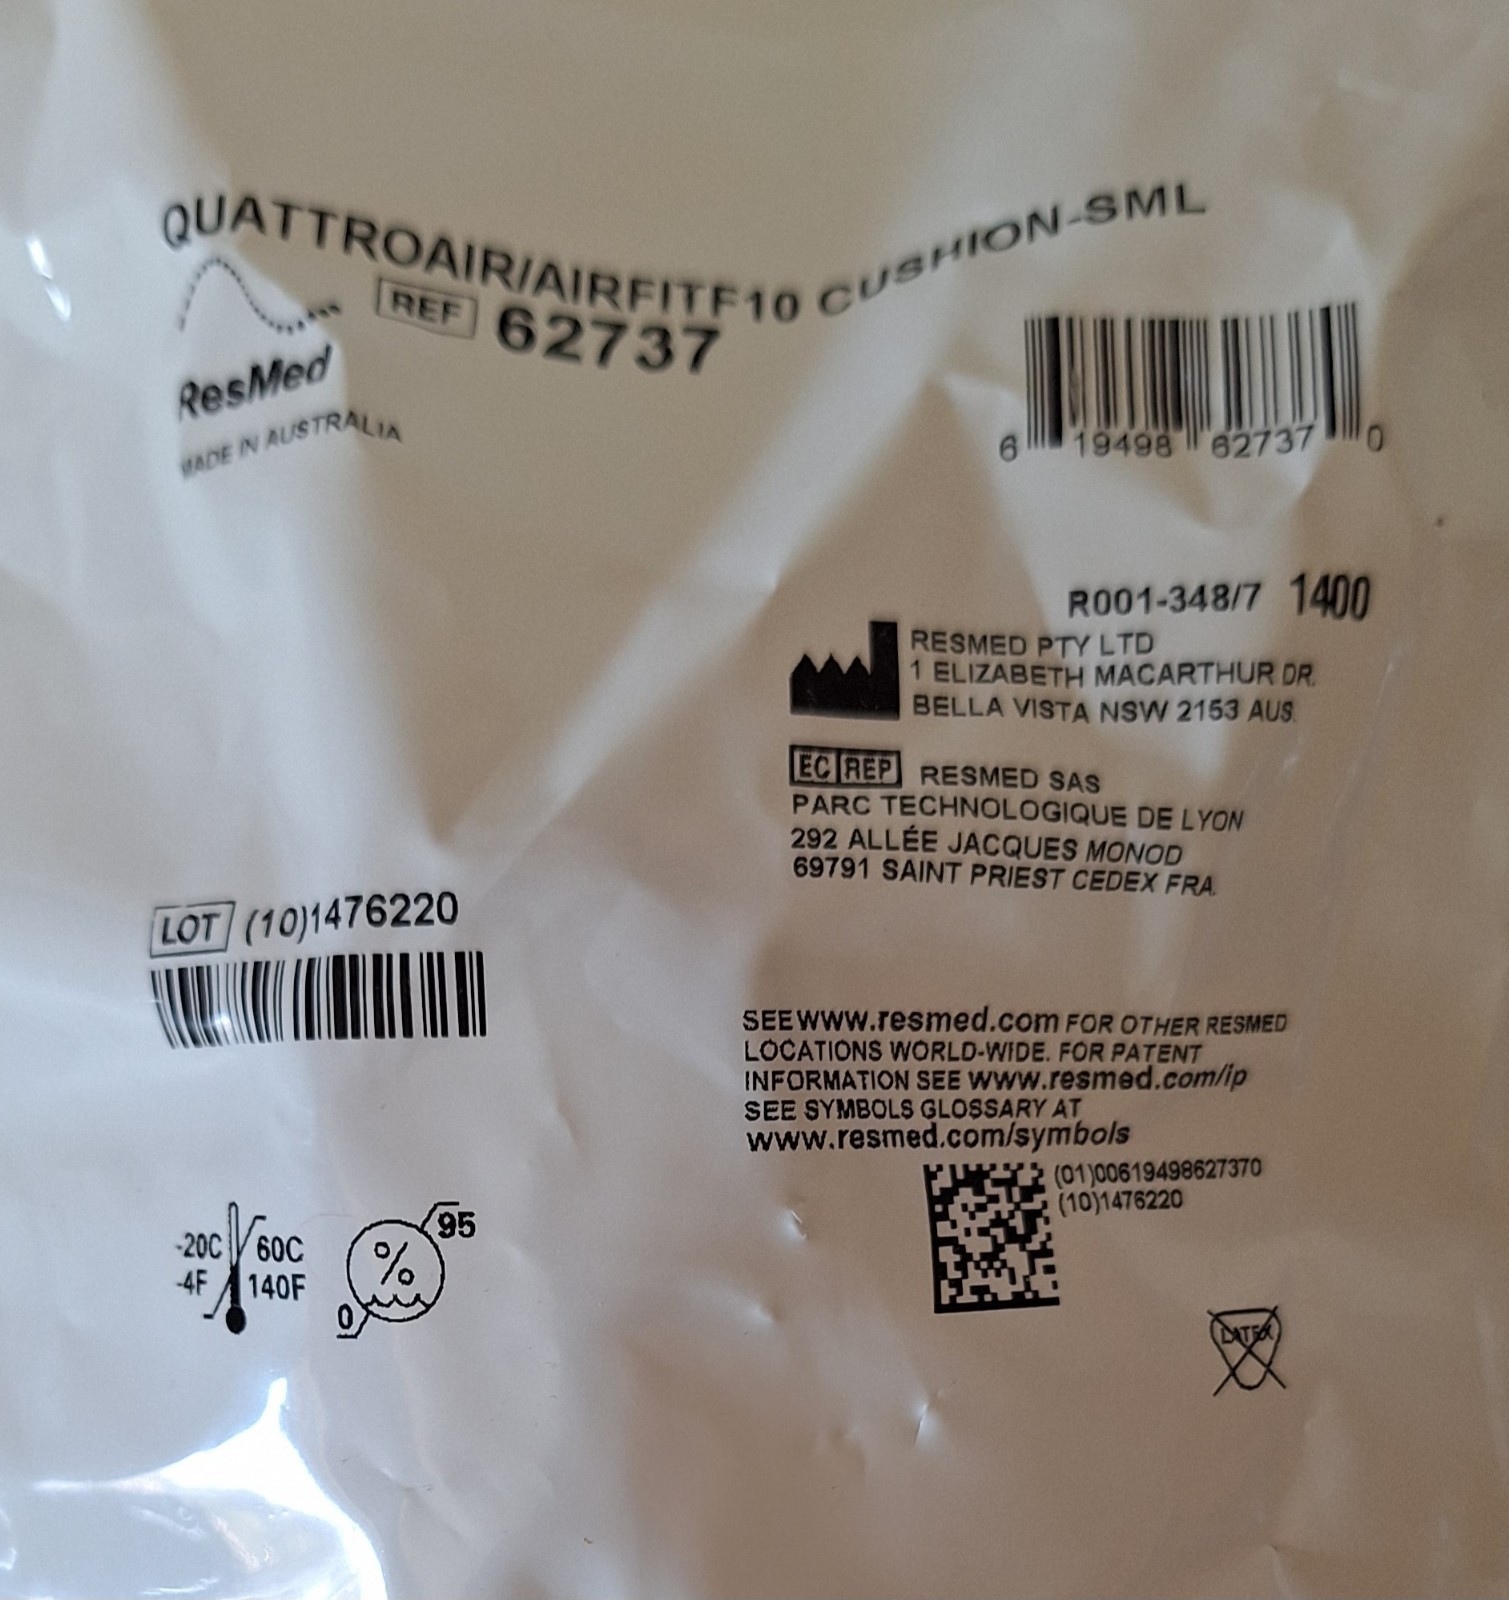 QUATTROAIR/AIRFITF10 CUSHION-SML
REF 62737
ResMed
MADE IN AUSTRALIA
6 19498 62737 0
R001-348/7 1400
RESMED PTY LTD
1 ELIZABETH MACARTHUR DR.
BELLA VISTA NSW 2153 AUS.
EC REP RESMED SAS
PARC TECHNOLOGIQUE DE LYON
292 ALLÉE JACQUES MONOD
69791 SAINT PRIEST CEDEX FRA.
LOT (10)1476220
SEE www.resmed.com FOR OTHER RESMED
LOCATIONS WORLD-WIDE. FOR PATENT
INFORMATION SEE www.resmed.com/ip
SEE SYMBOLS GLOSSARY AT
www.resmed.com/symbols
(01)00619498627370
(10)1476220
-20C 60C
-4F 140F
95
%
0
LATEX